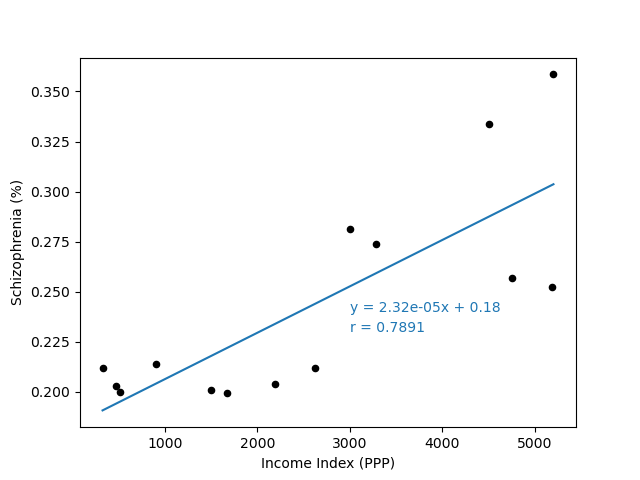 0.350
0.325
0.300
0.275
0.250
0.225
0.200
Schizophrenia (%)
y = 2.32e-05x + 0.18
r = 0.7891
1000 2000 3000 4000 5000
Income Index (PPP)